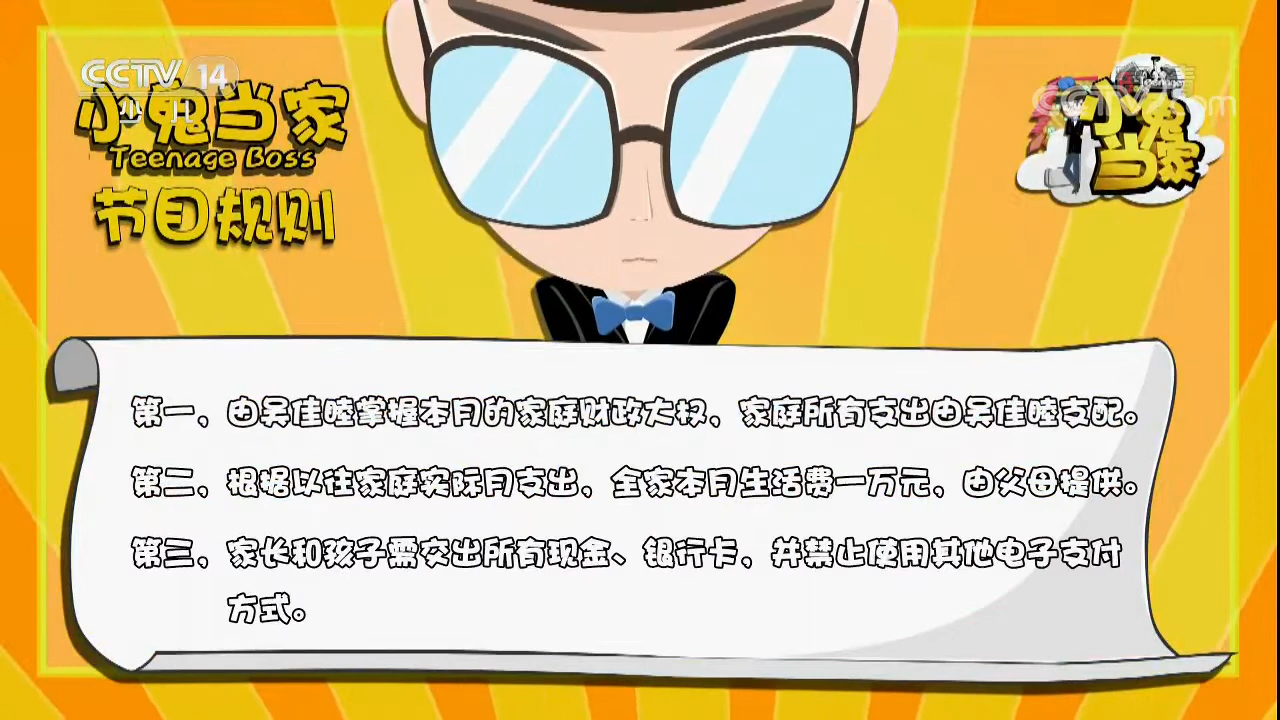 CCTV 14
少儿
小鬼当家
Teenage Boss
节目规则
小鬼当家
第一，由吴佳睦掌握本月的家庭财政大权，家庭所有支出由吴佳睦支配。
第二，根据以往家庭实际月支出，全家本月生活费一万元，由父母提供。
第三，家长和孩子需交出所有现金、银行卡，并禁止使用其他电子支付
方式。